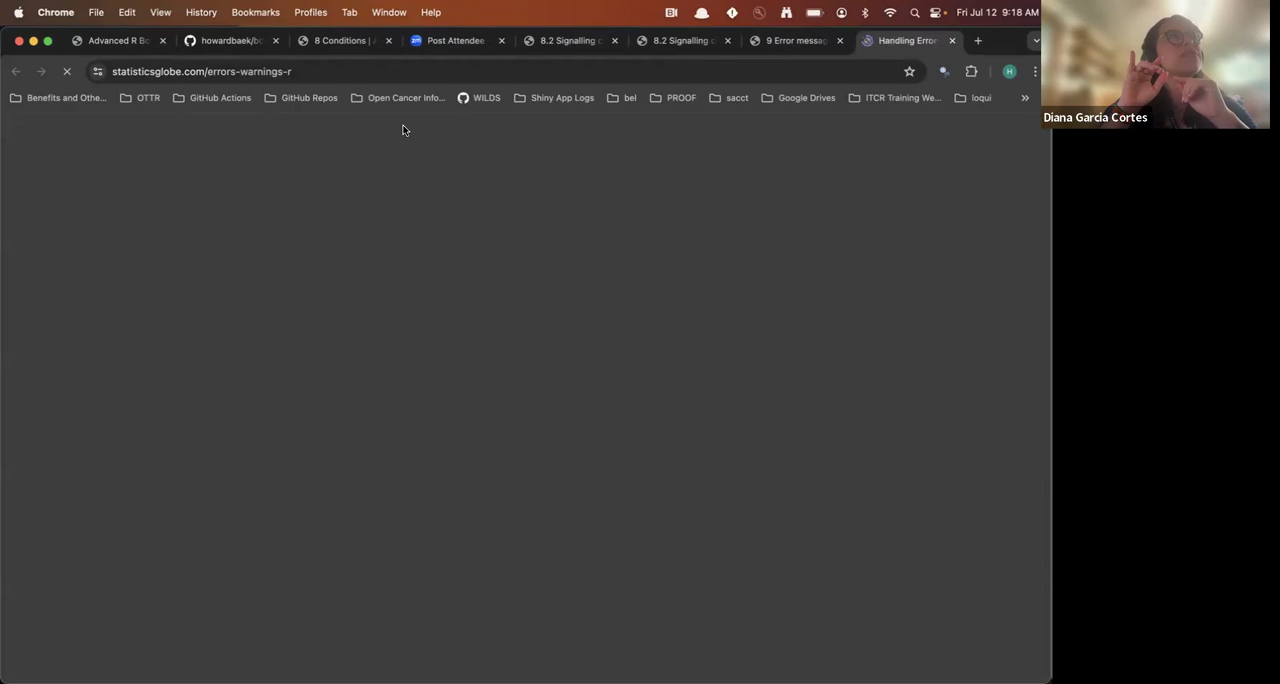 Chrome File Edit View History Bookmarks Profiles Tab Window Help Fri Jul 12 9:18 AM
Advanced R Bo howardbaek/bo 8 Conditions | Post Attendee 8.2 Signalling c 8.2 Signalling c 9 Error messag Handling Error
statisticsglobe.com/errors-warnings-r
Benefits and Othe... OTTR GitHub Actions GitHub Repos Open Cancer Info... WILDS Shiny App Logs bel PROOF sacct Google Drives ITCR Training We... loqui »
Diana Garcia Cortes